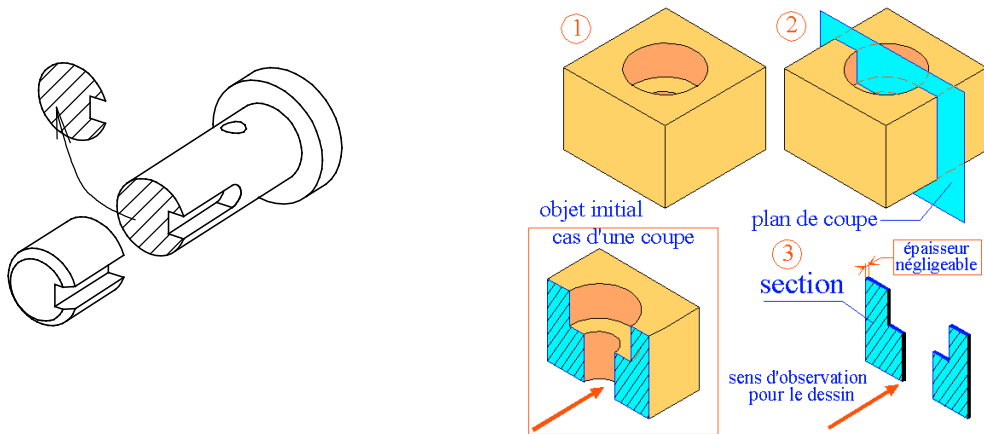 1
2
objet initial
plan de coupe
cas d'une coupe
3
épaisseur
négligeable
section
sens d'observation
pour le dessin